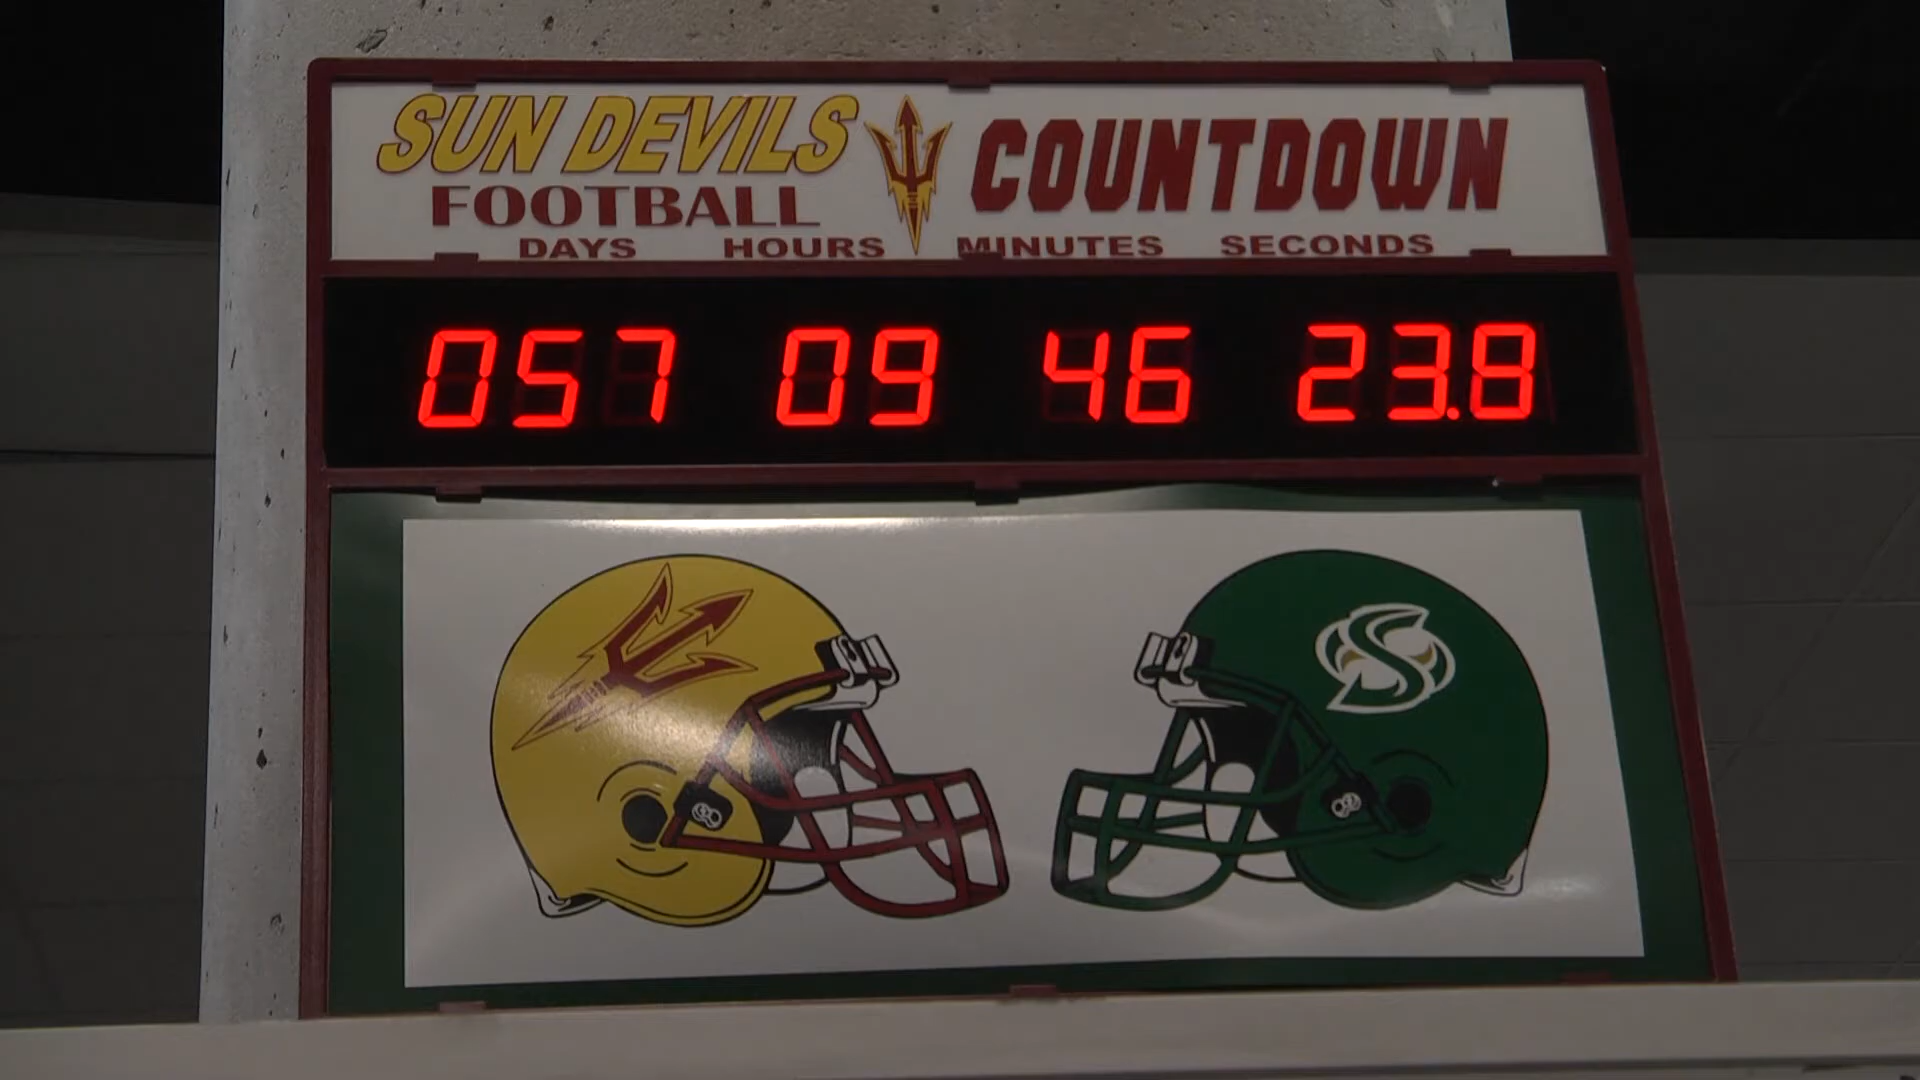 SUN DEVILS
FOOTBALL
COUNTDOWN
DAYS HOURS MINUTES SECONDS
057 09 46 23.8
S